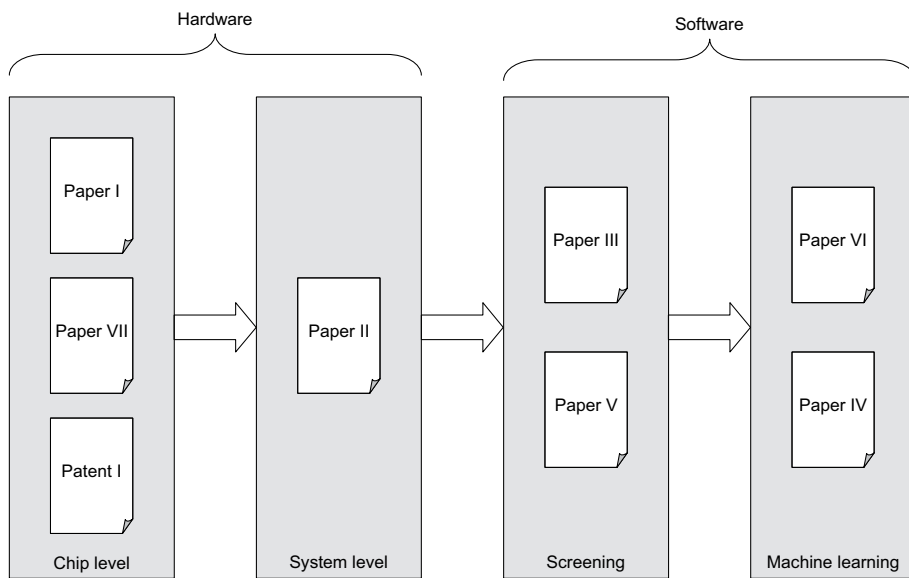 Hardware
Software
Paper I
Paper VII
Patent I
Chip level
Paper II
System level
Paper III
Paper V
Screening
Paper VI
Paper IV
Machine learning